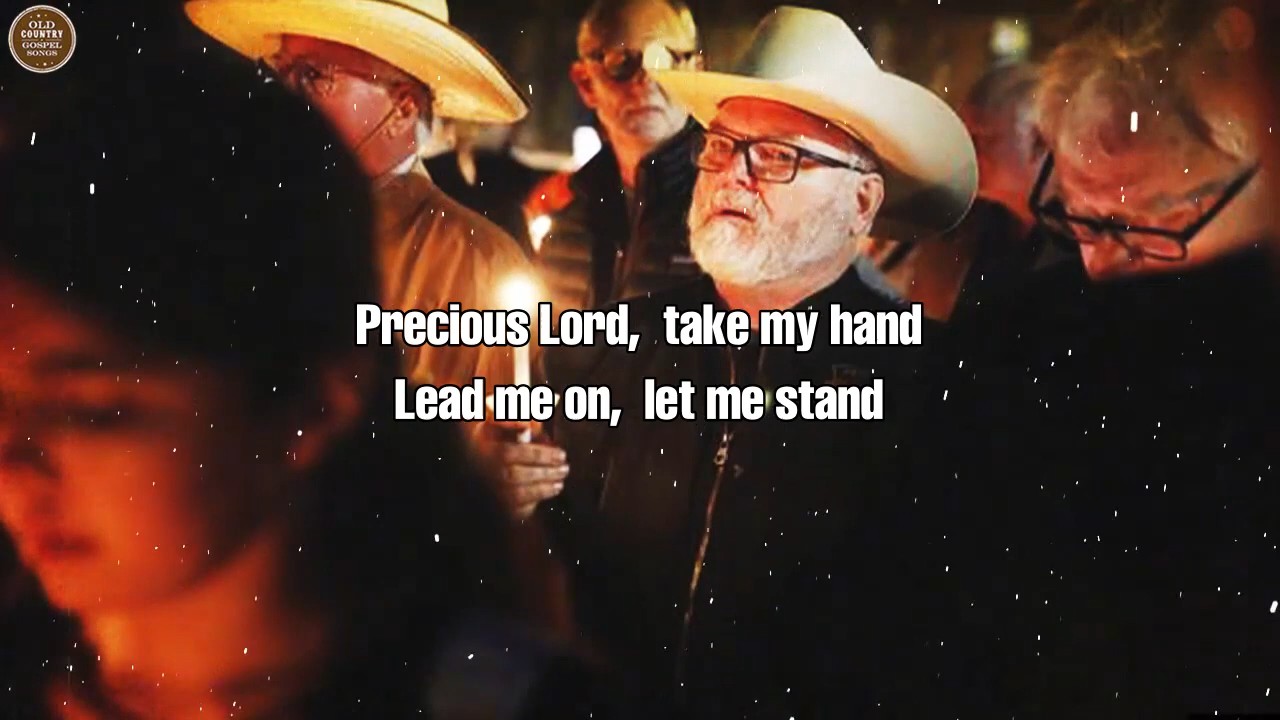 OLD
COUNTRY
GOSPEL
SONGS
Precious Lord, take my hand
Lead me on, let me stand